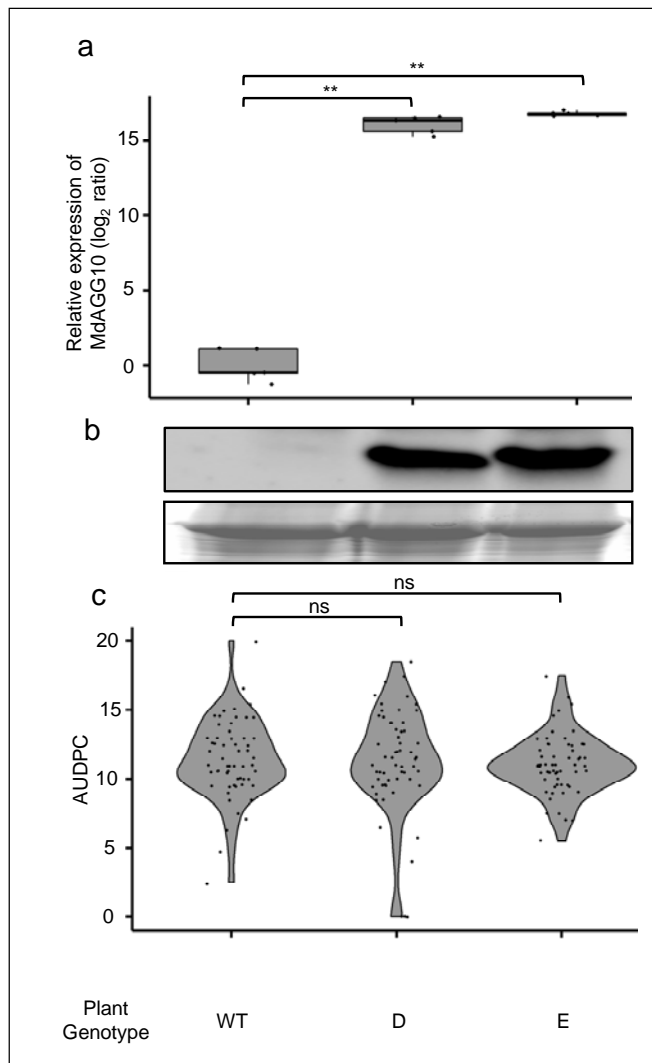 a
**
**
Relative expression of
MdAGG10 (log₂ ratio)
15
10
5
0
b
c
ns
ns
AUDPC
20
15
10
5
0
Plant
Genotype
WT
D
E